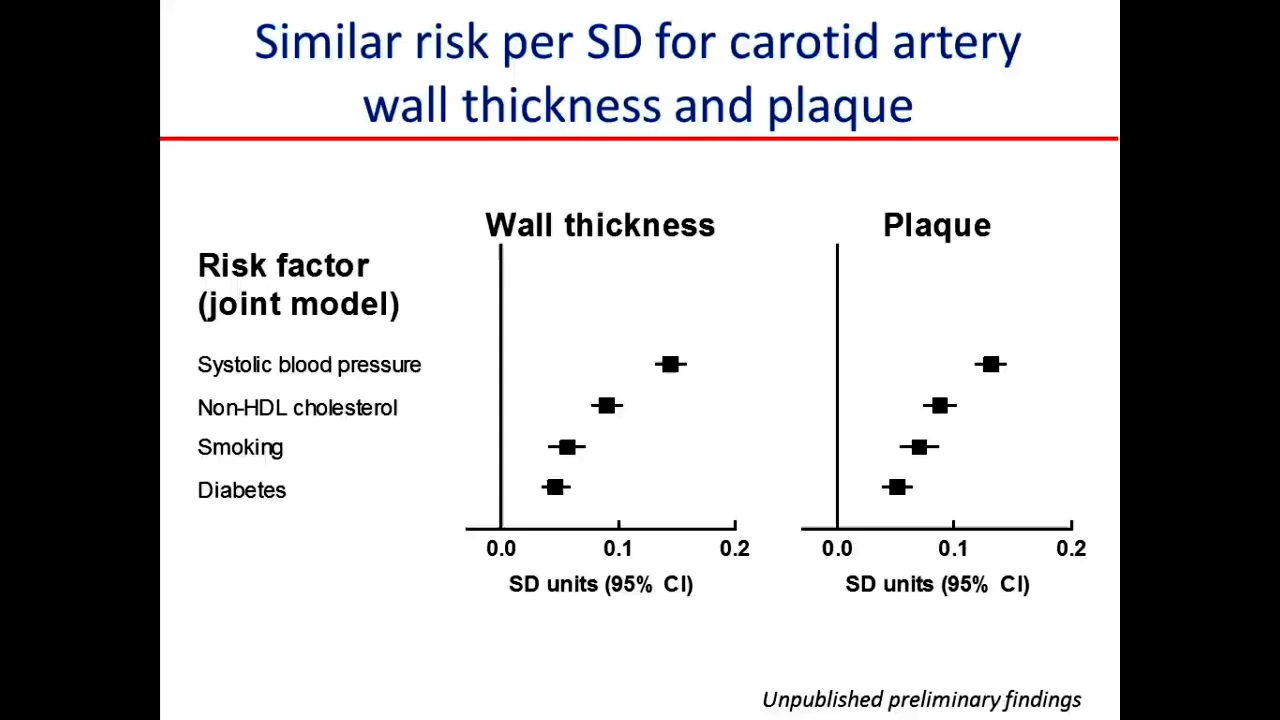 Similar risk per SD for carotid artery
wall thickness and plaque
Wall thickness
Plaque
Risk factor
(joint model)
Systolic blood pressure
Non-HDL cholesterol
Smoking
Diabetes
0.0 0.1 0.2
0.0 0.1 0.2
SD units (95% CI)
SD units (95% CI)
Unpublished preliminary findings